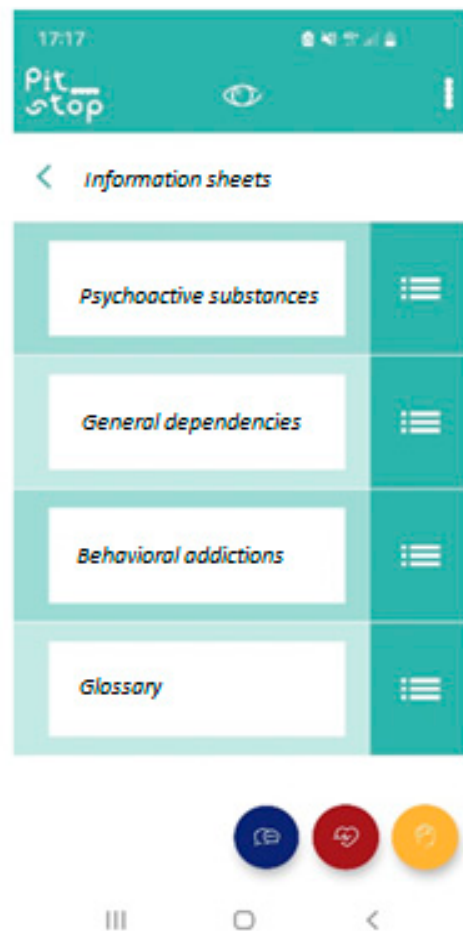 17:17
Pit
stop
Information sheets
Psychoactive substances
General dependencies
Behavioral addictions
Glossary